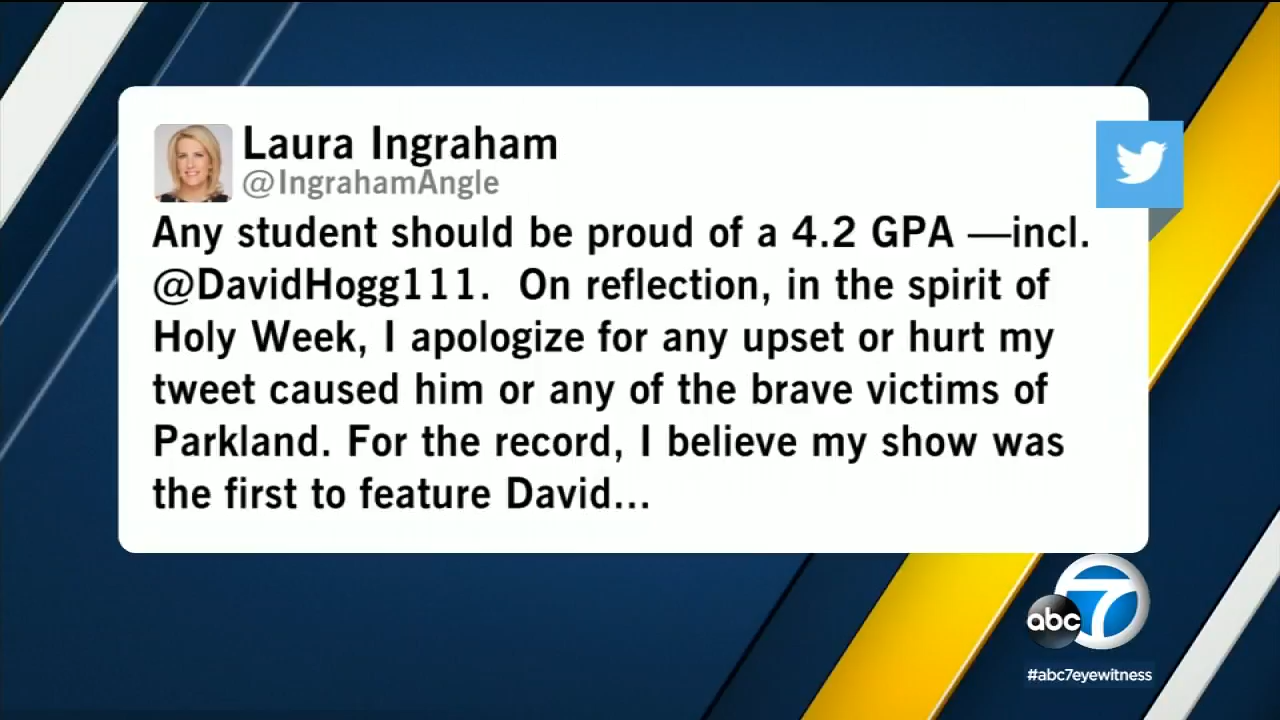 Laura Ingraham
@IngrahamAngle
Any student should be proud of a 4.2 GPA —incl.
@DavidHogg111.  On reflection, in the spirit of
Holy Week, I apologize for any upset or hurt my
tweet caused him or any of the brave victims of
Parkland. For the record, I believe my show was
the first to feature David...
abc 7
#abc7eyewitness